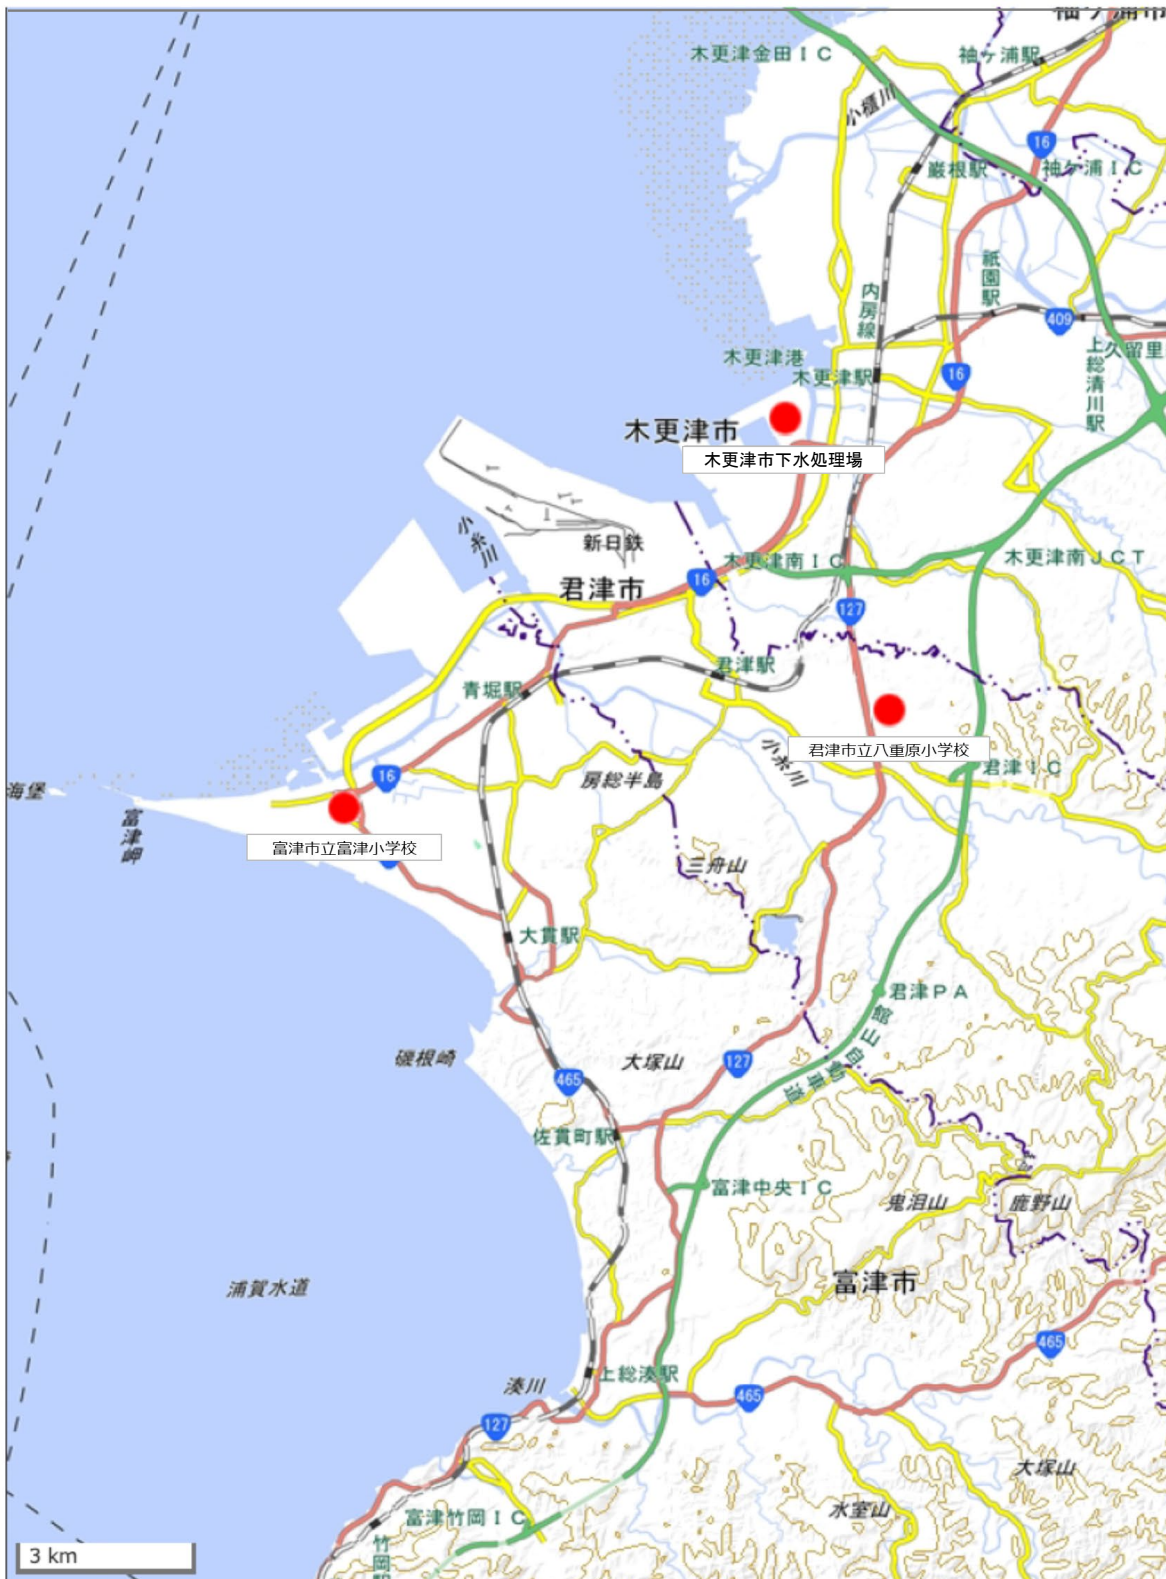 袖ケ浦市
木更津金田ＩＣ
袖ヶ浦駅
小櫃川
16
巌根駅
袖ケ浦ＩＣ
祇園駅
内房線
409
木更津港
木更津駅
16
久留里
上総清川駅
木更津市
木更津市下水処理場
小糸川
新日鉄
木更津南ＩＣ
木更津南ＪＣＴ
君津市
16
127
君津駅
青堀駅
君津市立八重原小学校
小糸川
君津ＩＣ
16
房総半島
海堡
富津岬
富津市立富津小学校
三舟山
大貫駅
君津ＰＡ
館山自動車道
磯根崎
大塚山
127
465
佐貫町駅
富津中央ＩＣ
鬼泪山
鹿野山
浦賀水道
富津市
465
上総湊駅
湊川
465
127
大塚山
水室山
富津竹岡ＩＣ
竹岡
3 km